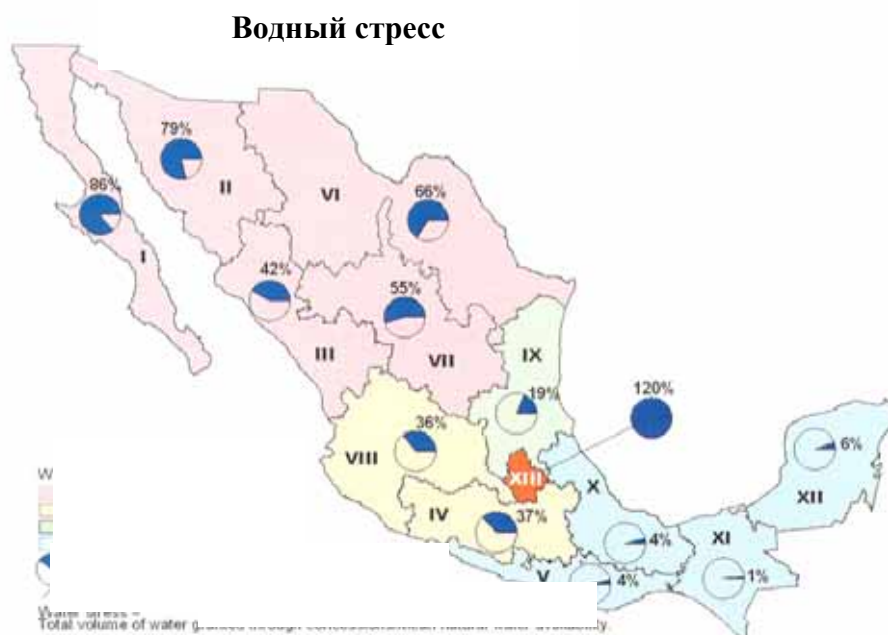 Водный стресс
79%
86%
II
VI
66%
I
42%
55%
IX
III
VII
120%
19%
36%
6%
VIII
XIII
X
XII
IV
37%
XI
4%
V
4%
1%
W
Water stress =
Total volume of water granted through concessions/Mean natural water availability.